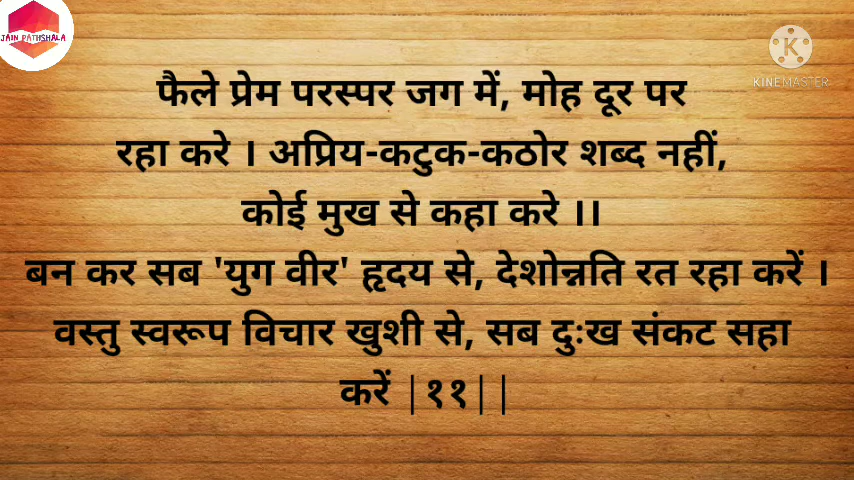 JAIN PATHSHALA
K
KINEMASTER
फैले प्रेम परस्पर जग में, मोह दूर पर
रहा करे । अप्रिय-कटुक-कठोर शब्द नहीं,
कोई मुख से कहा करे ।।
बन कर सब 'युग वीर' हृदय से, देशोन्नति रत रहा करें ।
वस्तु स्वरूप विचार खुशी से, सब दुःख संकट सहा
करें |११||